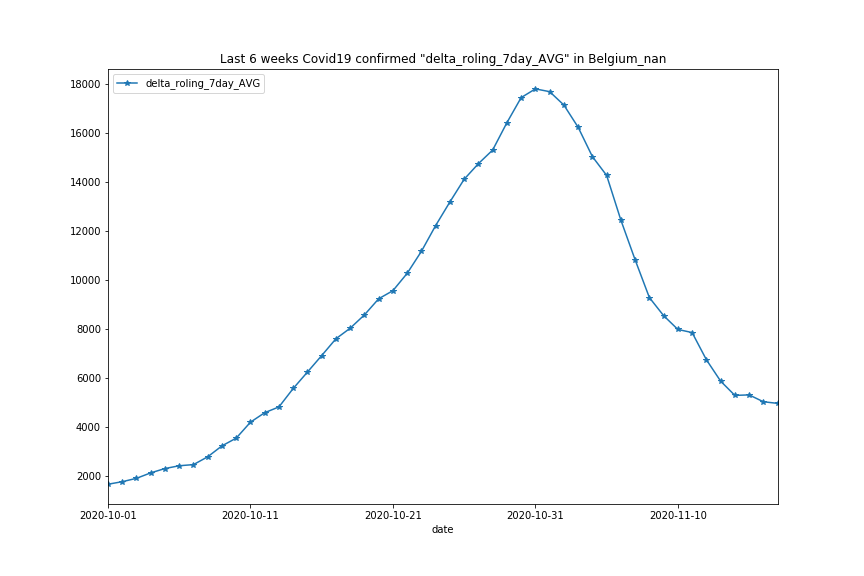 Last 6 weeks Covid19 confirmed "delta_roling_7day_AVG" in Belgium_nan
delta_roling_7day_AVG
18000
16000
14000
12000
10000
8000
6000
4000
2000
2020-10-01 2020-10-11 2020-10-21 2020-10-31 2020-11-10
date